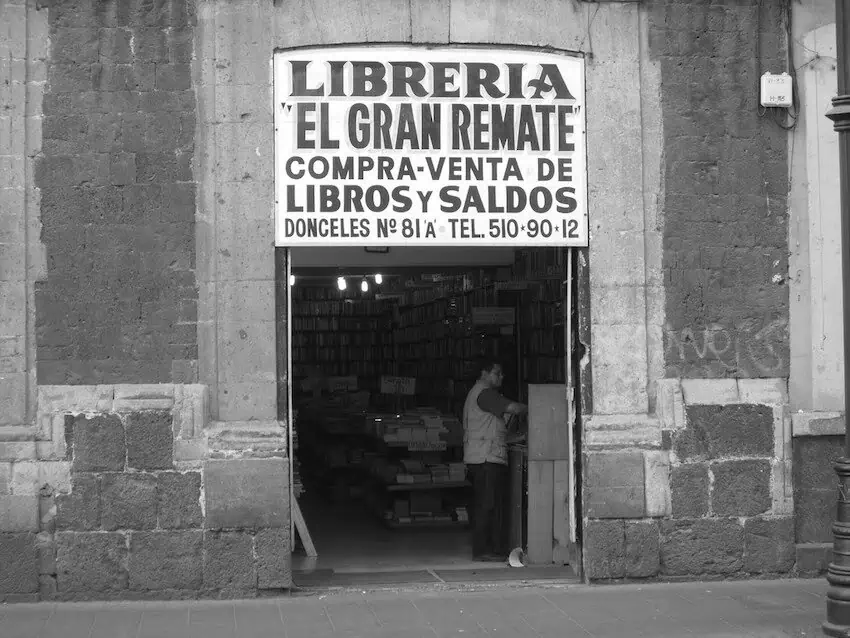 LIBRERIA
"EL GRAN REMATE"
COMPRA-VENTA DE
LIBROS Y SALDOS
DONCELES Nº 81 'A' TEL. 510*90*12